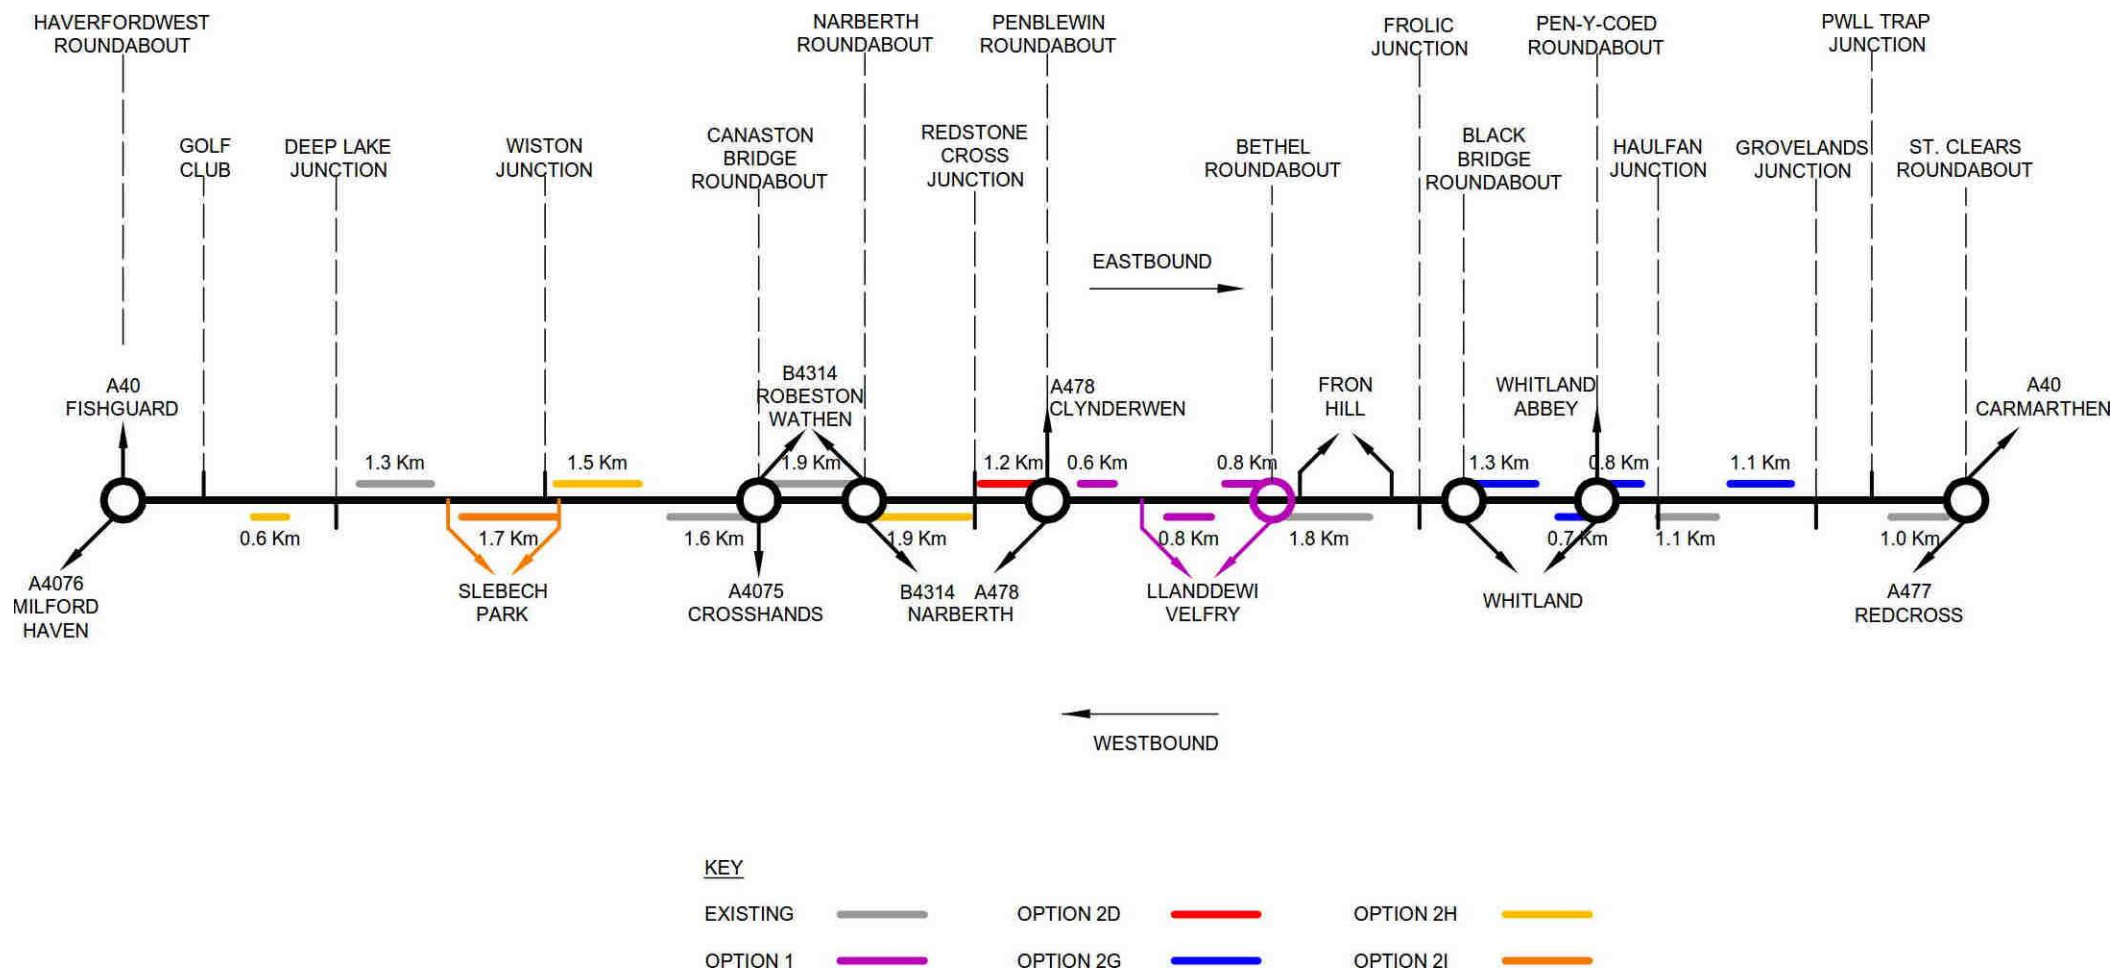 HAVERFORDWEST
ROUNDABOUT
NARBERTH
ROUNDABOUT
PENBLEWIN
ROUNDABOUT
FROLIC
JUNCTION
PEN-Y-COED
ROUNDABOUT
PWLL TRAP
JUNCTION
GOLF
CLUB
DEEP LAKE
JUNCTION
WISTON
JUNCTION
CANASTON
BRIDGE
ROUNDABOUT
REDSTONE
CROSS
JUNCTION
BETHEL
ROUNDABOUT
BLACK
BRIDGE
ROUNDABOUT
HAULFAN
JUNCTION
GROVELANDS
JUNCTION
ST. CLEARS
ROUNDABOUT
EASTBOUND
A40
FISHGUARD
B4314
ROBESTON
WATHEN
A478
CLYNDERWEN
FRON
HILL
WHITLAND
ABBEY
A40
CARMARTHEN
1.3 Km
1.5 Km
1.9 Km
1.2 Km
0.6 Km
0.8 Km
1.3 Km
0.8 Km
1.1 Km
0.6 Km
1.7 Km
1.6 Km
1.9 Km
0.8 Km
1.8 Km
0.7 Km
1.1 Km
1.0 Km
A4076
MILFORD
HAVEN
SLEBECH
PARK
A4075
CROSSHANDS
B4314 A478
NARBERTH
LLANDDEWI
VELFRY
WHITLAND
A477
REDCROSS
WESTBOUND
KEY
EXISTING
OPTION 2D
OPTION 2H
OPTION 1
OPTION 2G
OPTION 2I